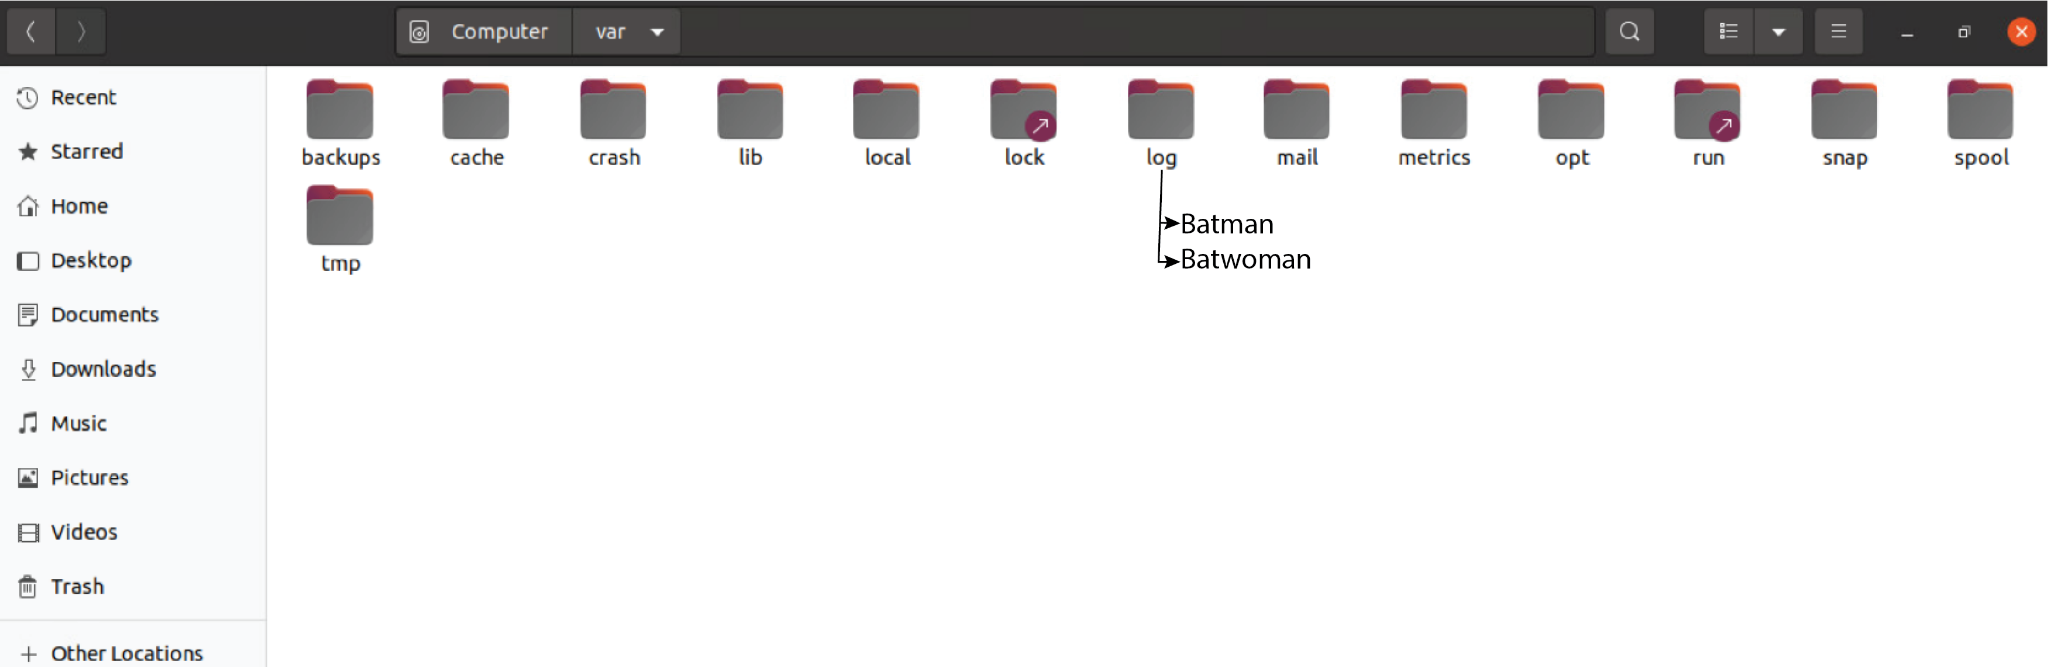 Computer var
Recent
Starred
Home
Desktop
Documents
Downloads
Music
Pictures
Videos
Trash
Other Locations
backups cache crash lib local lock log mail metrics opt run snap spool
Batman
Batwoman
tmp